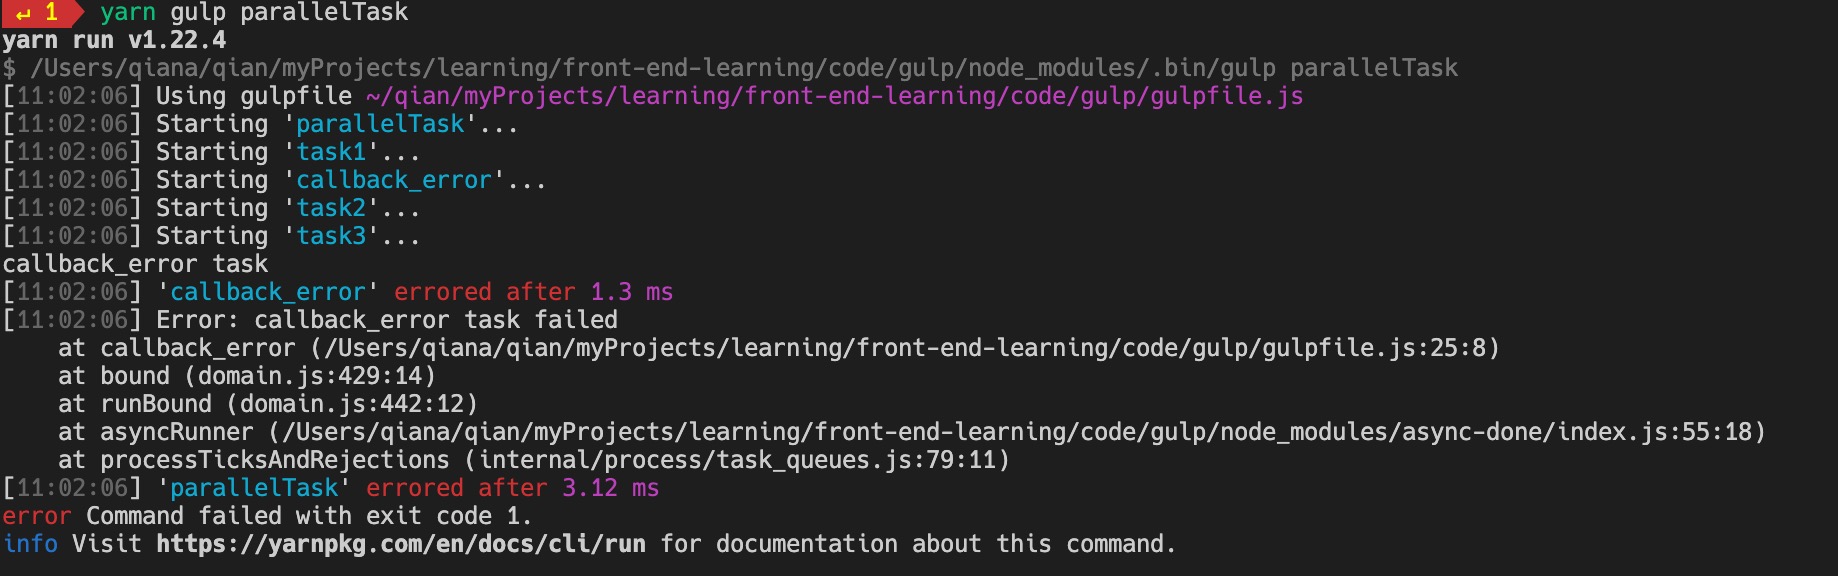 ↵ 1 yarn gulp parallelTask
yarn run v1.22.4
$ /Users/qiana/qian/myProjects/learning/front-end-learning/code/gulp/node_modules/.bin/gulp parallelTask
[11:02:06] Using gulpfile ~/qian/myProjects/learning/front-end-learning/code/gulp/gulpfile.js
[11:02:06] Starting 'parallelTask'...
[11:02:06] Starting 'task1'...
[11:02:06] Starting 'callback_error'...
[11:02:06] Starting 'task2'...
[11:02:06] Starting 'task3'...
callback_error task
[11:02:06] 'callback_error' errored after 1.3 ms
[11:02:06] Error: callback_error task failed
    at callback_error (/Users/qiana/qian/myProjects/learning/front-end-learning/code/gulp/gulpfile.js:25:8)
    at bound (domain.js:429:14)
    at runBound (domain.js:442:12)
    at asyncRunner (/Users/qiana/qian/myProjects/learning/front-end-learning/code/gulp/node_modules/async-done/index.js:55:18)
    at processTicksAndRejections (internal/process/task_queues.js:79:11)
[11:02:06] 'parallelTask' errored after 3.12 ms
error Command failed with exit code 1.
info Visit https://yarnpkg.com/en/docs/cli/run for documentation about this command.